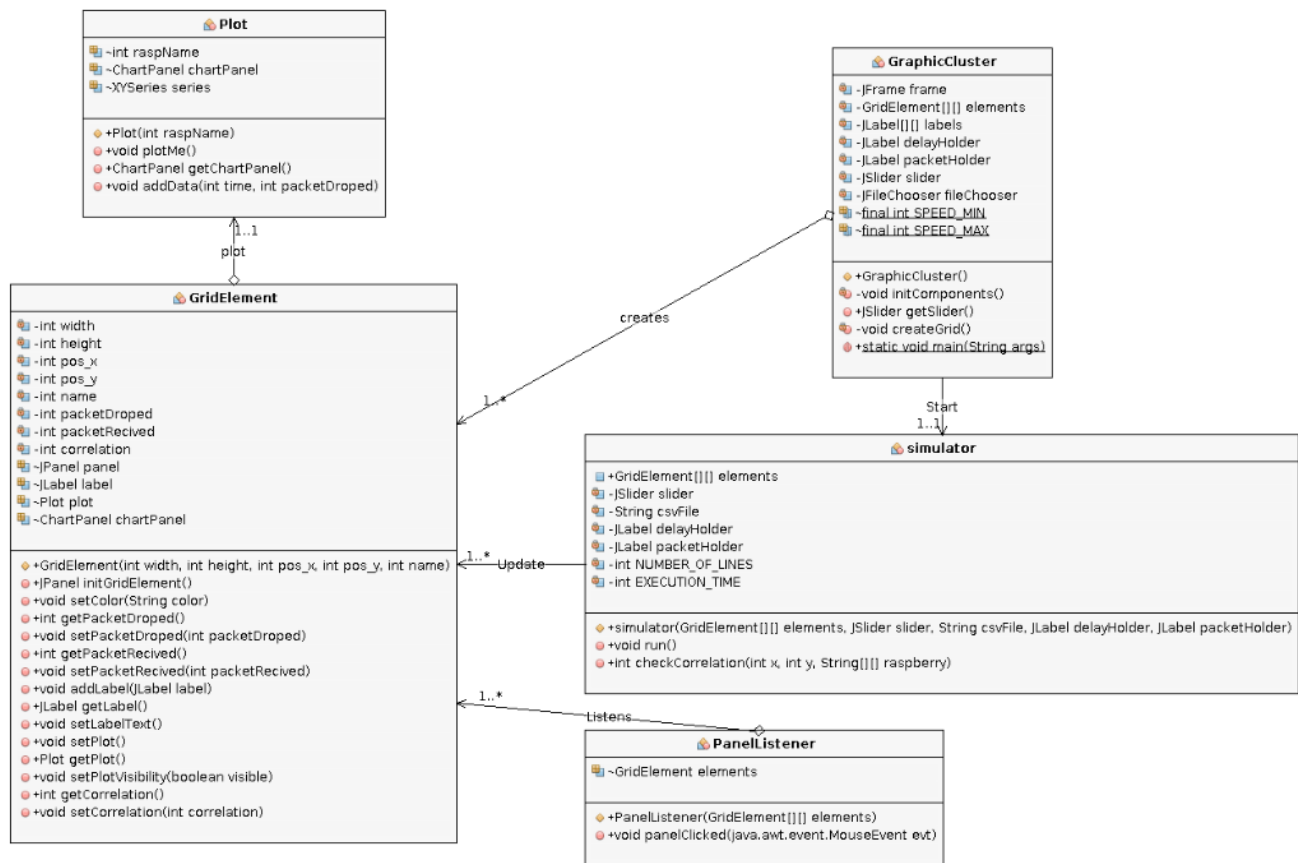 Plot
~int raspName
~ChartPanel chartPanel
~XYSeries series
+Plot(int raspName)
+void plotMe()
+ChartPanel getChartPanel()
+void addData(int time, int packetDroped)
1..1
plot
GridElement
-int width
-int height
-int pos_x
-int pos_y
-int name
-int packetDroped
-int packetRecived
-int correlation
~JPanel panel
~JLabel label
~Plot plot
~ChartPanel chartPanel
+GridElement(int width, int height, int pos_x, int pos_y, int name)
+JPanel initGridElement()
+void setColor(String color)
+int getPacketDroped()
+void setPacketDroped(int packetDroped)
+int getPacketRecived()
+void setPacketRecived(int packetRecived)
+void addLabel(JLabel label)
+JLabel getLabel()
+void setLabelText()
+void setPlot()
+Plot getPlot()
+void setPlotVisibility(boolean visible)
+int getCorrelation()
+void setCorrelation(int correlation)
GraphicCluster
-JFrame frame
-GridElement[][] elements
-JLabel[][] labels
-JLabel delayHolder
-JLabel packetHolder
-JSlider slider
-JFileChooser fileChooser
~final int SPEED_MIN
~final int SPEED_MAX
+GraphicCluster()
-void initComponents()
+JSlider getSlider()
-void createGrid()
+static void main(String args)
creates
1..*
Start
1..1
simulator
+GridElement[][] elements
-JSlider slider
-String csvFile
-JLabel delayHolder
-JLabel packetHolder
-int NUMBER_OF_LINES
-int EXECUTION_TIME
+simulator(GridElement[][] elements, JSlider slider, String csvFile, JLabel delayHolder, JLabel packetHolder)
+void run()
+int checkCorrelation(int x, int y, String[][] raspberry)
1..*
Update
1..*
Listens
PanelListener
~GridElement elements
+PanelListener(GridElement[][] elements)
+void panelClicked(java.awt.event.MouseEvent evt)